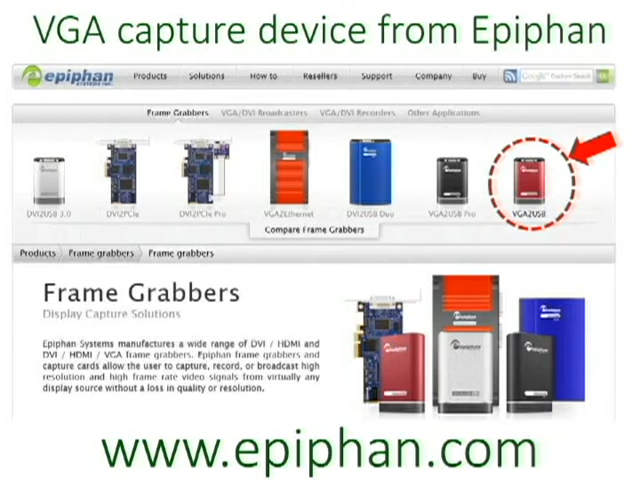 VGA capture device from Epiphan
epiphan
systems inc.
Products Solutions How to Resellers Support Company Buy Google™ Custom Search
Frame Grabbers VGA/DVI Broadcasters VGA/DVI Recorders Other Applications
DVI2USB 3.0 DVI2PCIe DVI2PCIe Pro VGA2Ethernet DVI2USB Duo VGA2USB Pro VGA2USB
Compare Frame Grabbers
Products Frame grabbers Frame grabbers
Frame Grabbers
Display Capture Solutions
Epiphan Systems manufactures a wide range of DVI / HDMI and
DVI / HDMI / VGA frame grabbers. Epiphan frame grabbers and
capture cards allow the user to capture, record, or broadcast high
resolution and high frame rate video signals from virtually any
display source without a loss in quality or resolution.
www.epiphan.com